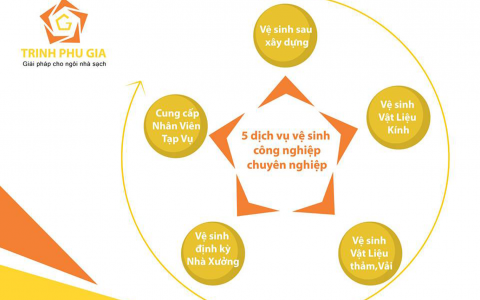 TRINH PHU GIA
Giải pháp cho ngôi nhà sạch
Vệ sinh sau
xây dựng
Vệ sinh
Vật Liệu
Kính
Vệ sinh
Vật Liệu
thảm,Vải
Vệ sinh
định kỳ
Nhà Xưởng
Cung cấp
Nhân Viên
Tạp Vụ
5 dịch vụ vệ sinh
công nghiệp
chuyên nghiệp